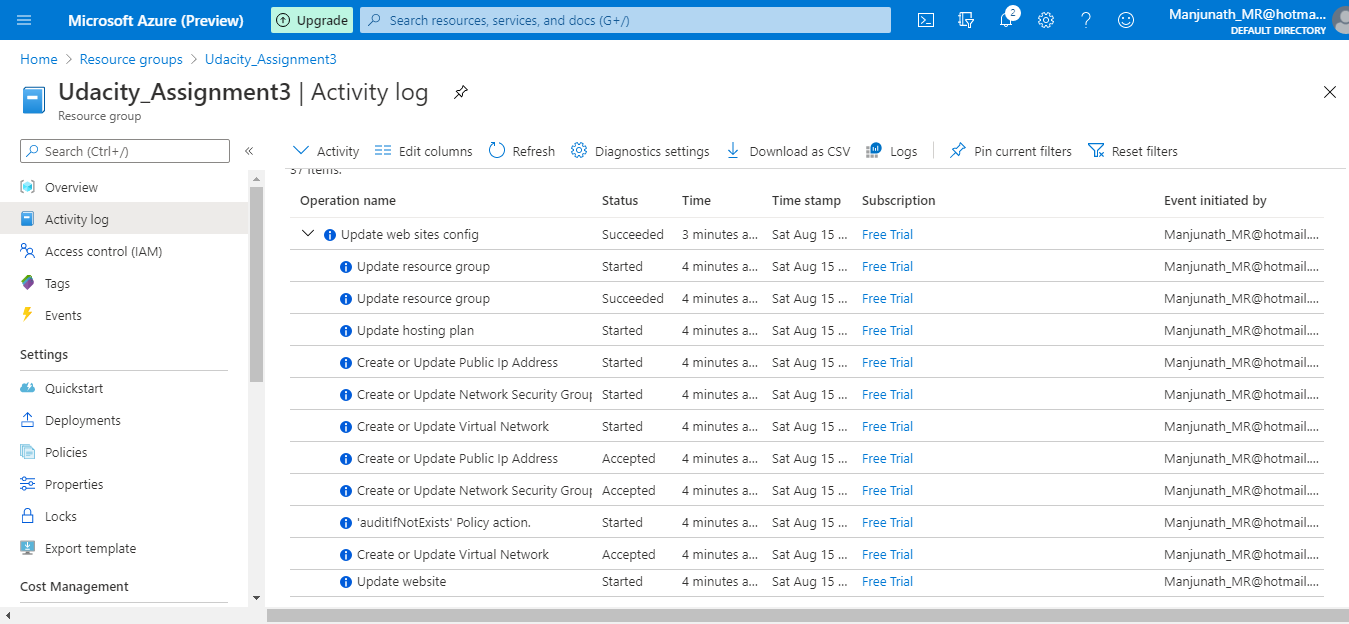 Microsoft Azure (Preview)
Upgrade
Search resources, services, and docs (G+/)
2
Manjunath_MR@hotma...
DEFAULT DIRECTORY
Home > Resource groups > Udacity_Assignment3
Udacity_Assignment3 | Activity log
Resource group
Search (Ctrl+/)
«
Overview
Activity log
Access control (IAM)
Tags
Events
Settings
Quickstart
Deployments
Policies
Properties
Locks
Export template
Cost Management
Activity Edit columns Refresh Diagnostics settings Download as CSV Logs Pin current filters Reset filters
37 items.
Operation name Status Time Time stamp Subscription Event initiated by
Update web sites config Succeeded 3 minutes a... Sat Aug 15 ... Free Trial Manjunath_MR@hotmail....
Update resource group Started 4 minutes a... Sat Aug 15 ... Free Trial Manjunath_MR@hotmail....
Update resource group Succeeded 4 minutes a... Sat Aug 15 ... Free Trial Manjunath_MR@hotmail....
Update hosting plan Started 4 minutes a... Sat Aug 15 ... Free Trial Manjunath_MR@hotmail....
Create or Update Public Ip Address Started 4 minutes a... Sat Aug 15 ... Free Trial Manjunath_MR@hotmail....
Create or Update Network Security Group Started 4 minutes a... Sat Aug 15 ... Free Trial Manjunath_MR@hotmail....
Create or Update Virtual Network Started 4 minutes a... Sat Aug 15 ... Free Trial Manjunath_MR@hotmail....
Create or Update Public Ip Address Accepted 4 minutes a... Sat Aug 15 ... Free Trial Manjunath_MR@hotmail....
Create or Update Network Security Group Accepted 4 minutes a... Sat Aug 15 ... Free Trial Manjunath_MR@hotmail....
'auditIfNotExists' Policy action. Started 4 minutes a... Sat Aug 15 ... Free Trial Manjunath_MR@hotmail....
Create or Update Virtual Network Accepted 4 minutes a... Sat Aug 15 ... Free Trial Manjunath_MR@hotmail....
Update website Started 4 minutes a... Sat Aug 15 ... Free Trial Manjunath_MR@hotmail....